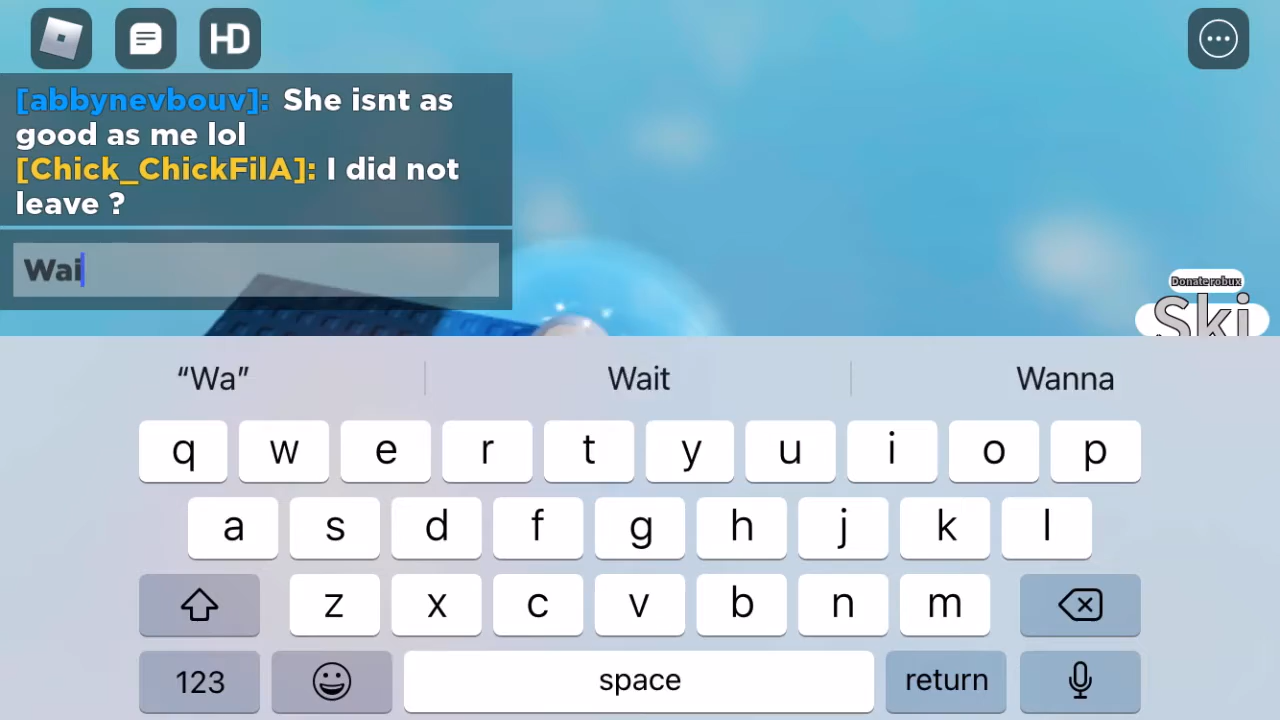 HD
[abbynevbouv]: She isnt as
good as me lol
[Chick_ChickFilA]: I did not
leave ?
Wai
Donate robux
Ski
“Wa” Wait Wanna
q w e r t y u i o p
a s d f g h j k l
z x c v b n m
123 space return